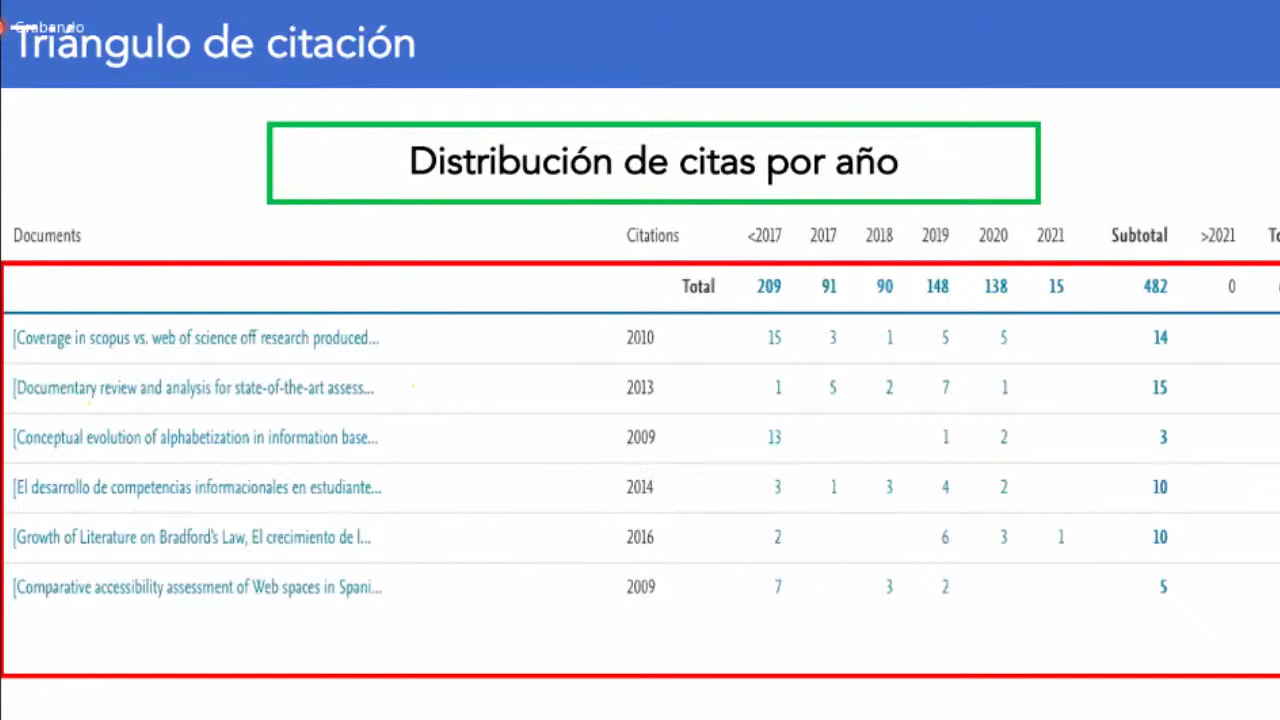 Grabando
Triángulo de citación
Distribución de citas por año
Documents Citations <2017 2017 2018 2019 2020 2021 Subtotal >2021
Total 209 91 90 148 138 15 482 0
[Coverage in scopus vs. web of science off research produced... 2010 15 3 1 5 5 14
[Documentary review and analysis for state-of-the-art assess... 2013 1 5 2 7 1 15
[Conceptual evolution of alphabetization in information base... 2009 13 1 2 3
[El desarrollo de competencias informacionales en estudiante... 2014 3 1 3 4 2 10
[Growth of Literature on Bradford's Law, El crecimiento de l... 2016 2 6 3 1 10
[Comparative accessibility assessment of Web spaces in Spani... 2009 7 3 2 5